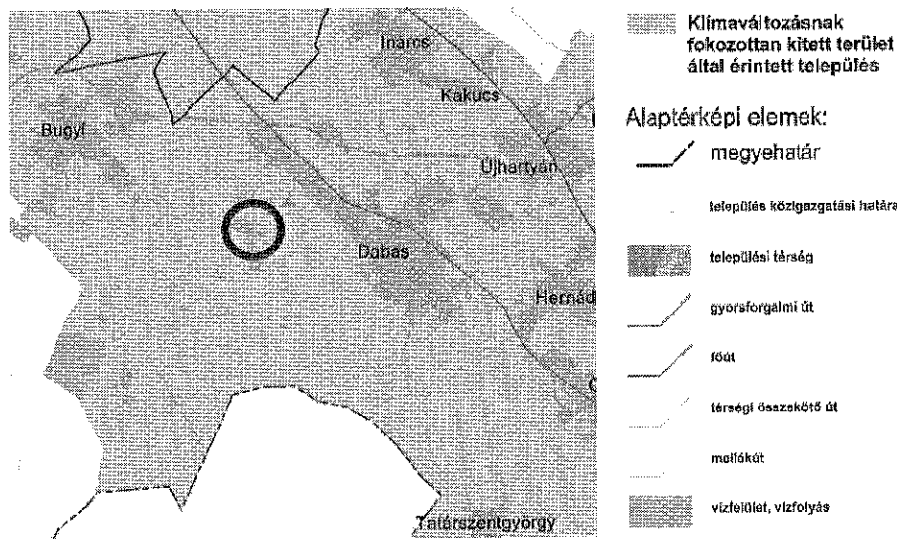 Inárcs
Kakucs
Bugyi
Újhartyán
Dabas
Hernád
Tatárszentgyörgy
Klímaváltozásnak
fokozottan kitett terület
által érintett település
Alaptérképi elemek:
megyehatár
település közigazgatási határa
települési térség
gyorsforgalmi út
főút
térségi összekötő út
mellékút
vízfelület, vízfolyás